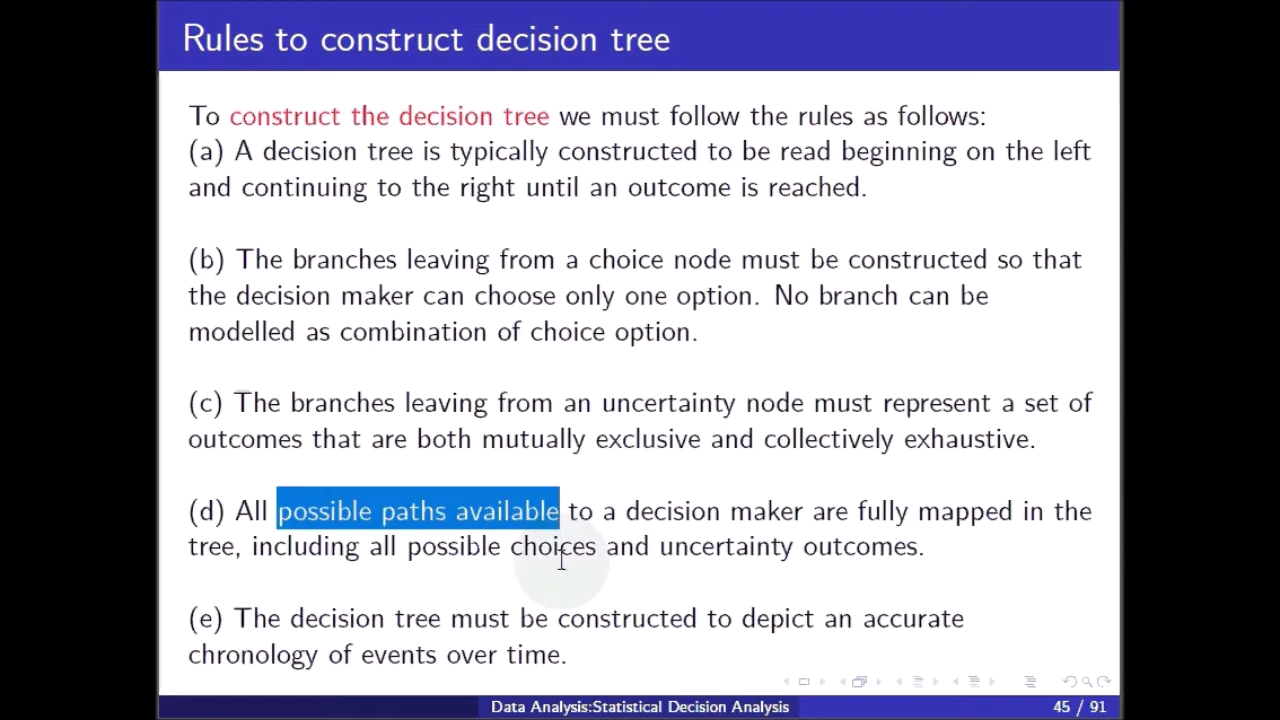 Rules to construct decision tree
To construct the decision tree we must follow the rules as follows:
(a) A decision tree is typically constructed to be read beginning on the left
and continuing to the right until an outcome is reached.
(b) The branches leaving from a choice node must be constructed so that
the decision maker can choose only one option. No branch can be
modelled as combination of choice option.
(c) The branches leaving from an uncertainty node must represent a set of
outcomes that are both mutually exclusive and collectively exhaustive.
(d) All possible paths available to a decision maker are fully mapped in the
tree, including all possible choices and uncertainty outcomes.
(e) The decision tree must be constructed to depict an accurate
chronology of events over time.
Data Analysis:Statistical Decision Analysis
45 / 91